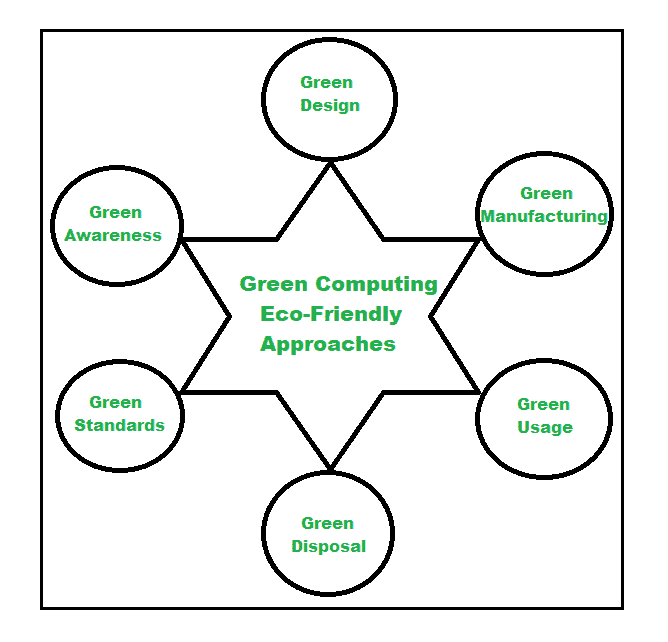 Green
Design
Green
Awareness
Green
Manufacturing
Green Computing
Eco-Friendly
Approaches
Green
Standards
Green
Usage
Green
Disposal